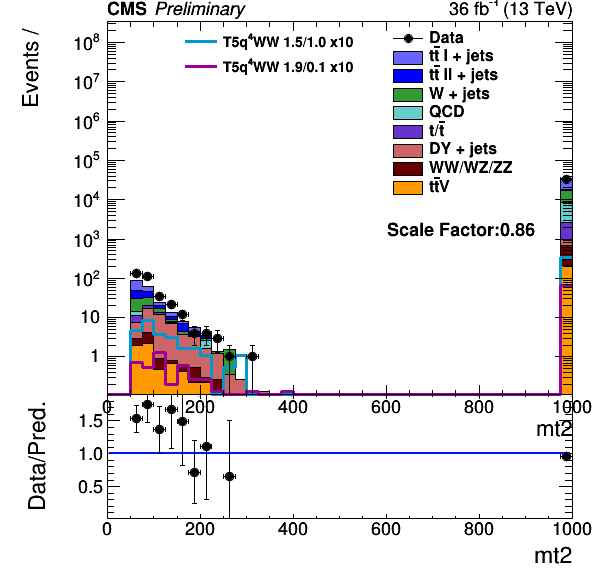 CMS Preliminary 36 fb⁻¹ (13 TeV)
Events /
T5q⁴WW 1.5/1.0 x10
T5q⁴WW 1.9/0.1 x10
Data
tt̄ l + jets
tt̄ ll + jets
W + jets
QCD
t/t̄
DY + jets
WW/WZ/ZZ
tt̄V
Scale Factor:0.86
10⁸
10⁷
10⁶
10⁵
10⁴
10³
10²
10
1
0 200 400 600 800 1000
mt2
Data/Pred.
1.5
1.0
0.5
0 200 400 600 800 1000
mt2